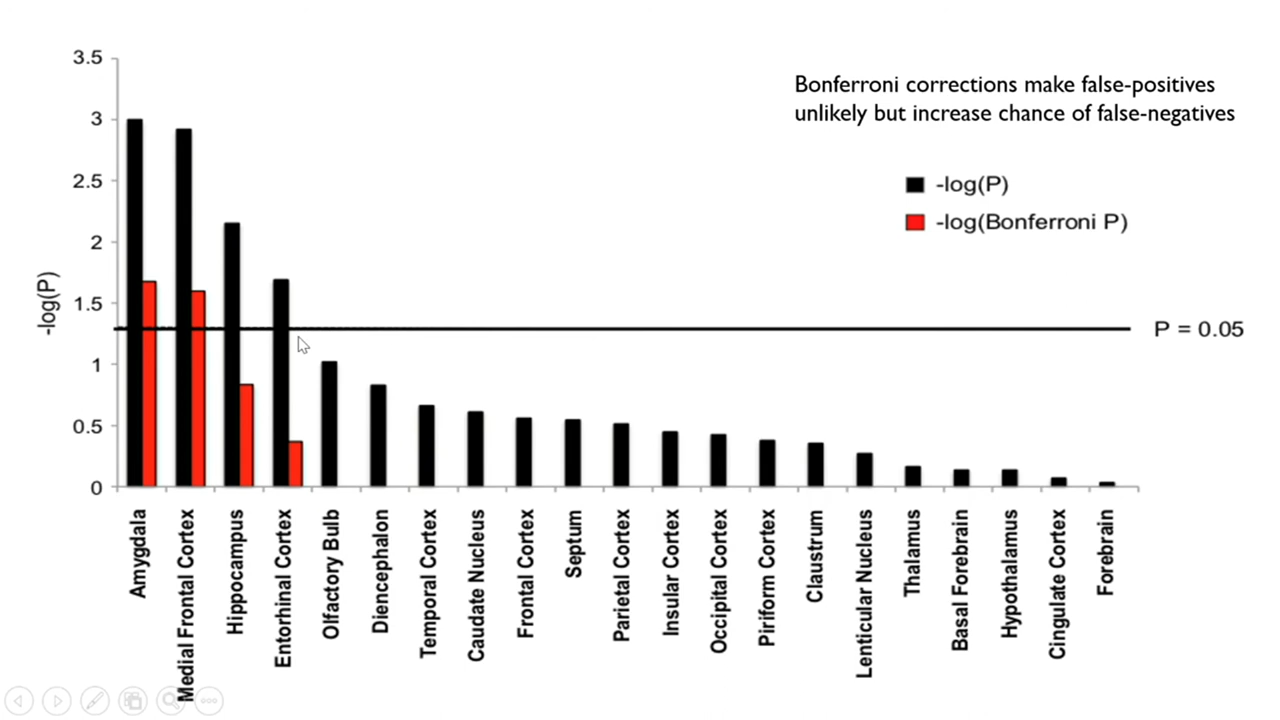 Bonferroni corrections make false-positives
unlikely but increase chance of false-negatives
-log(P)
-log(Bonferroni P)
-log(P)
3.5
3
2.5
2
1.5
1
0.5
0
P = 0.05
Amygdala
Medial Frontal Cortex
Hippocampus
Entorhinal Cortex
Olfactory Bulb
Diencephalon
Temporal Cortex
Caudate Nucleus
Frontal Cortex
Septum
Parietal Cortex
Insular Cortex
Occipital Cortex
Piriform Cortex
Claustrum
Lenticular Nucleus
Thalamus
Basal Forebrain
Hypothalamus
Cingulate Cortex
Forebrain